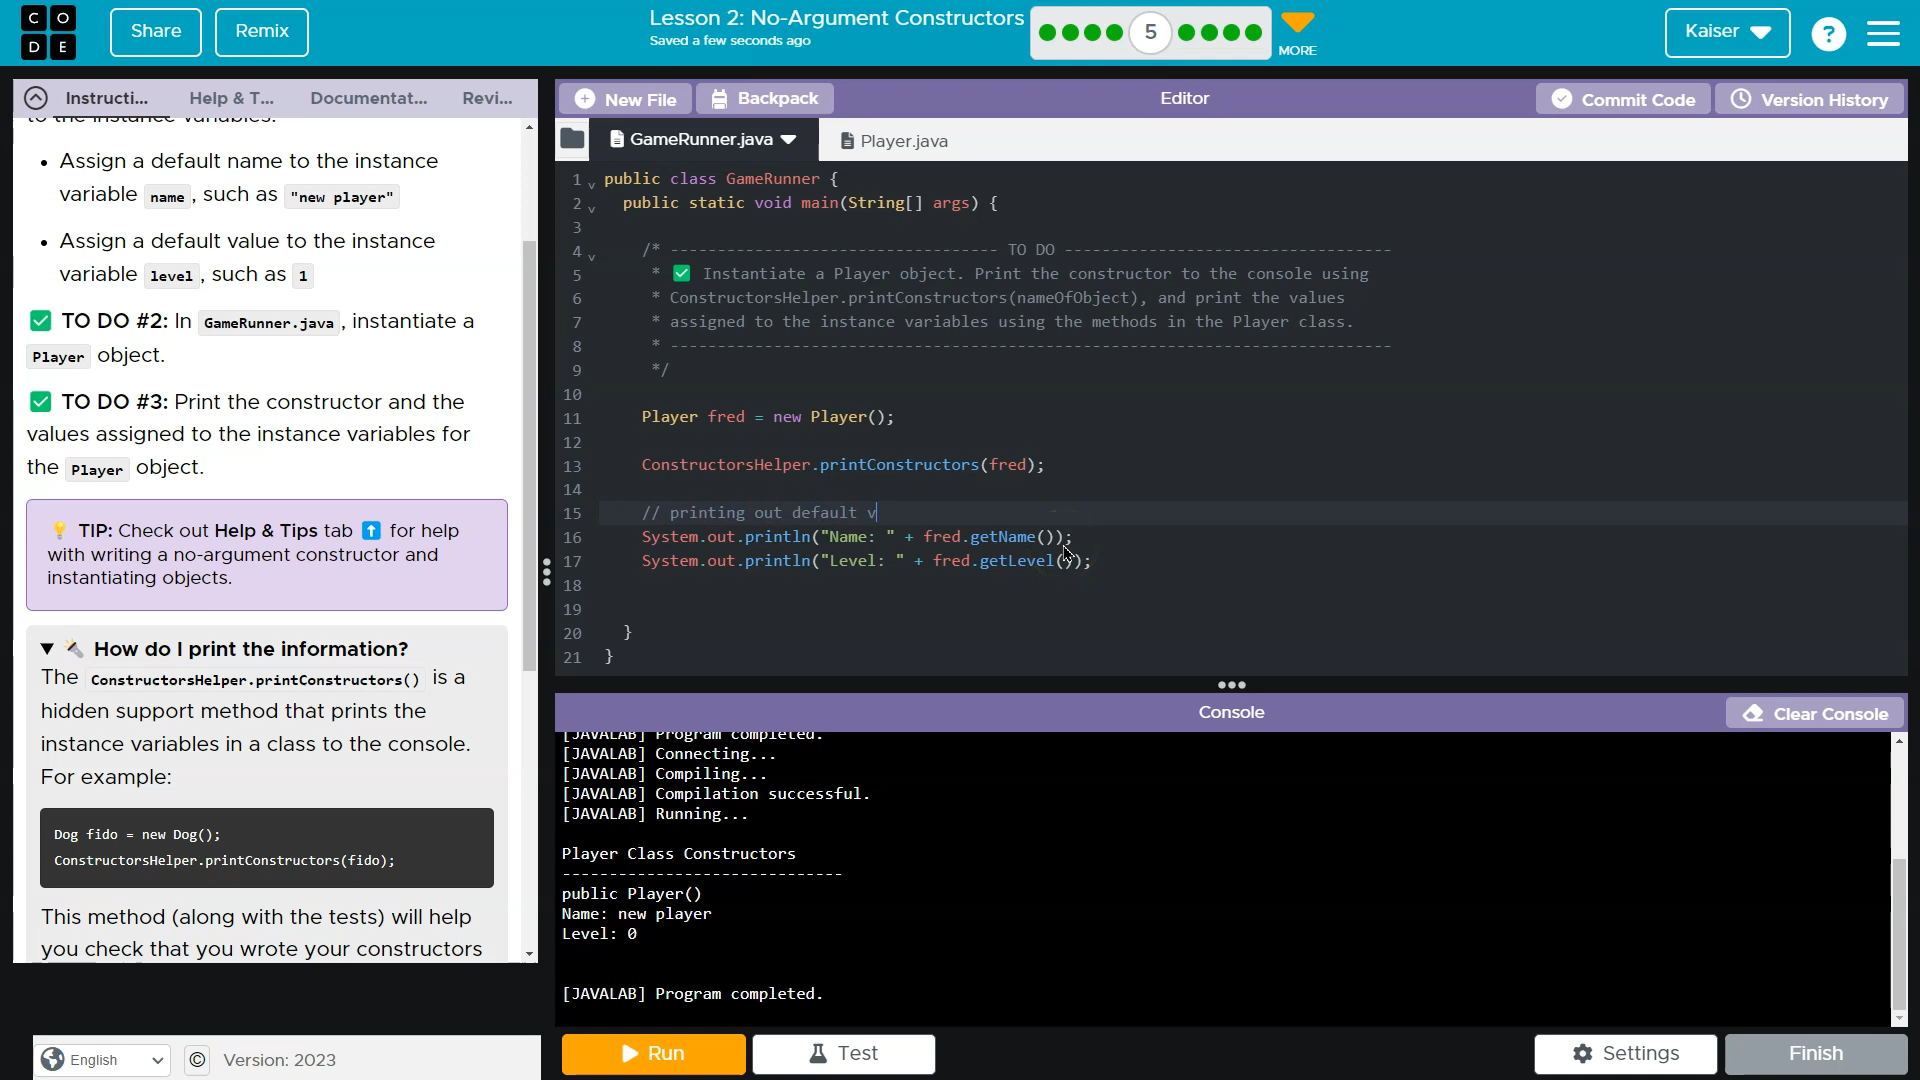 C O
D E
Share
Remix
Lesson 2: No-Argument Constructors
Saved a few seconds ago
5
MORE
Kaiser
?
Instructi...
Help & T...
Documentat...
Revi...
to the instance variables.
• Assign a default name to the instance
variable name , such as "new player"
• Assign a default value to the instance
variable level , such as 1
✅ TO DO #2: In GameRunner.java , instantiate a
Player object.
✅ TO DO #3: Print the constructor and the
values assigned to the instance variables for
the Player object.
💡 TIP: Check out Help & Tips tab ⬆️ for help
with writing a no-argument constructor and
instantiating objects.
▼ 🔦 How do I print the information?
The ConstructorsHelper.printConstructors() is a
hidden support method that prints the
instance variables in a class to the console.
For example:
Dog fido = new Dog();
ConstructorsHelper.printConstructors(fido);
This method (along with the tests) will help
you check that you wrote your constructors
English
© Version: 2023
New File
Backpack
Editor
Commit Code
Version History
GameRunner.java
Player.java
1 public class GameRunner {
2 public static void main(String[] args) {
3
4 /* ----------------------------------- TO DO -----------------------------------
5 * ✅ Instantiate a Player object. Print the constructor to the console using
6 * ConstructorsHelper.printConstructors(nameOfObject), and print the values
7 * assigned to the instance variables using the methods in the Player class.
8 * -----------------------------------------------------------------------------
9 */
10
11 Player fred = new Player();
12
13 ConstructorsHelper.printConstructors(fred);
14
15 // printing out default v
16 System.out.println("Name: " + fred.getName());
17 System.out.println("Level: " + fred.getLevel());
18
19
20 }
21 }
Console
Clear Console
[JAVALAB] Program completed.
[JAVALAB] Connecting...
[JAVALAB] Compiling...
[JAVALAB] Compilation successful.
[JAVALAB] Running...
Player Class Constructors
------------------------------
public Player()
Name: new player
Level: 0
[JAVALAB] Program completed.
Run
Test
Settings
Finish